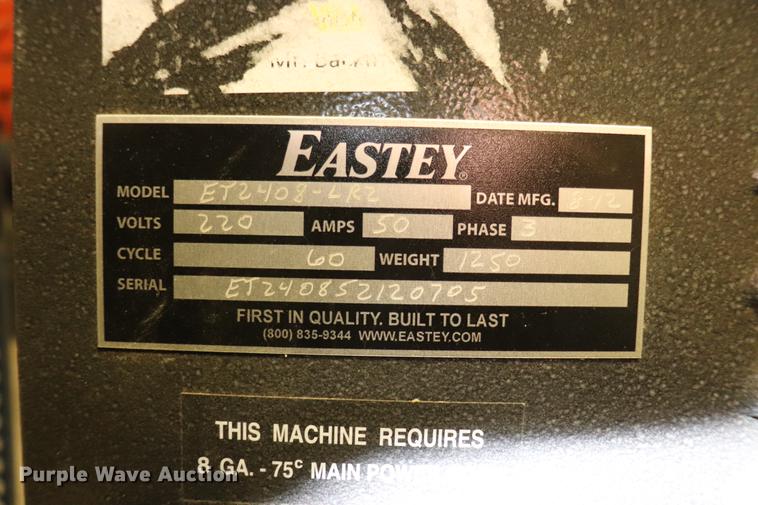 EASTEY®
MODEL ET2408-LR2 DATE MFG. 8-12
VOLTS 220 AMPS 50 PHASE 3
CYCLE 60 WEIGHT 1250
SERIAL ET240852120705
FIRST IN QUALITY. BUILT TO LAST
(800) 835-9344 WWW.EASTEY.COM
THIS MACHINE REQUIRES
8 GA. - 75° MAIN POWER
Purple Wave Auction